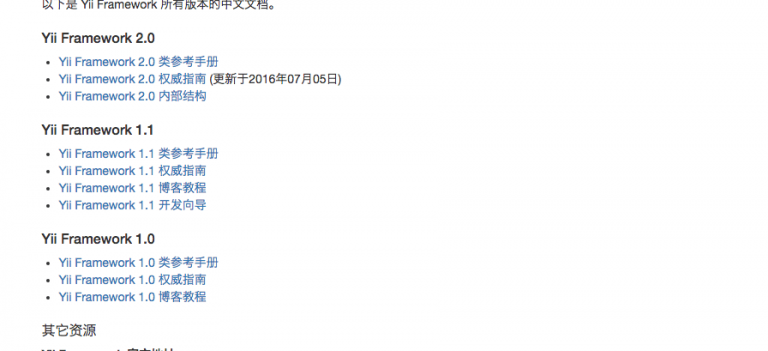 以下是 Yii Framework 所有版本的中文文档。
Yii Framework 2.0
Yii Framework 2.0 类参考手册
Yii Framework 2.0 权威指南 (更新于2016年07月05日)
Yii Framework 2.0 内部结构
Yii Framework 1.1
Yii Framework 1.1 类参考手册
Yii Framework 1.1 权威指南
Yii Framework 1.1 博客教程
Yii Framework 1.1 开发向导
Yii Framework 1.0
Yii Framework 1.0 类参考手册
Yii Framework 1.0 权威指南
Yii Framework 1.0 博客教程
其它资源